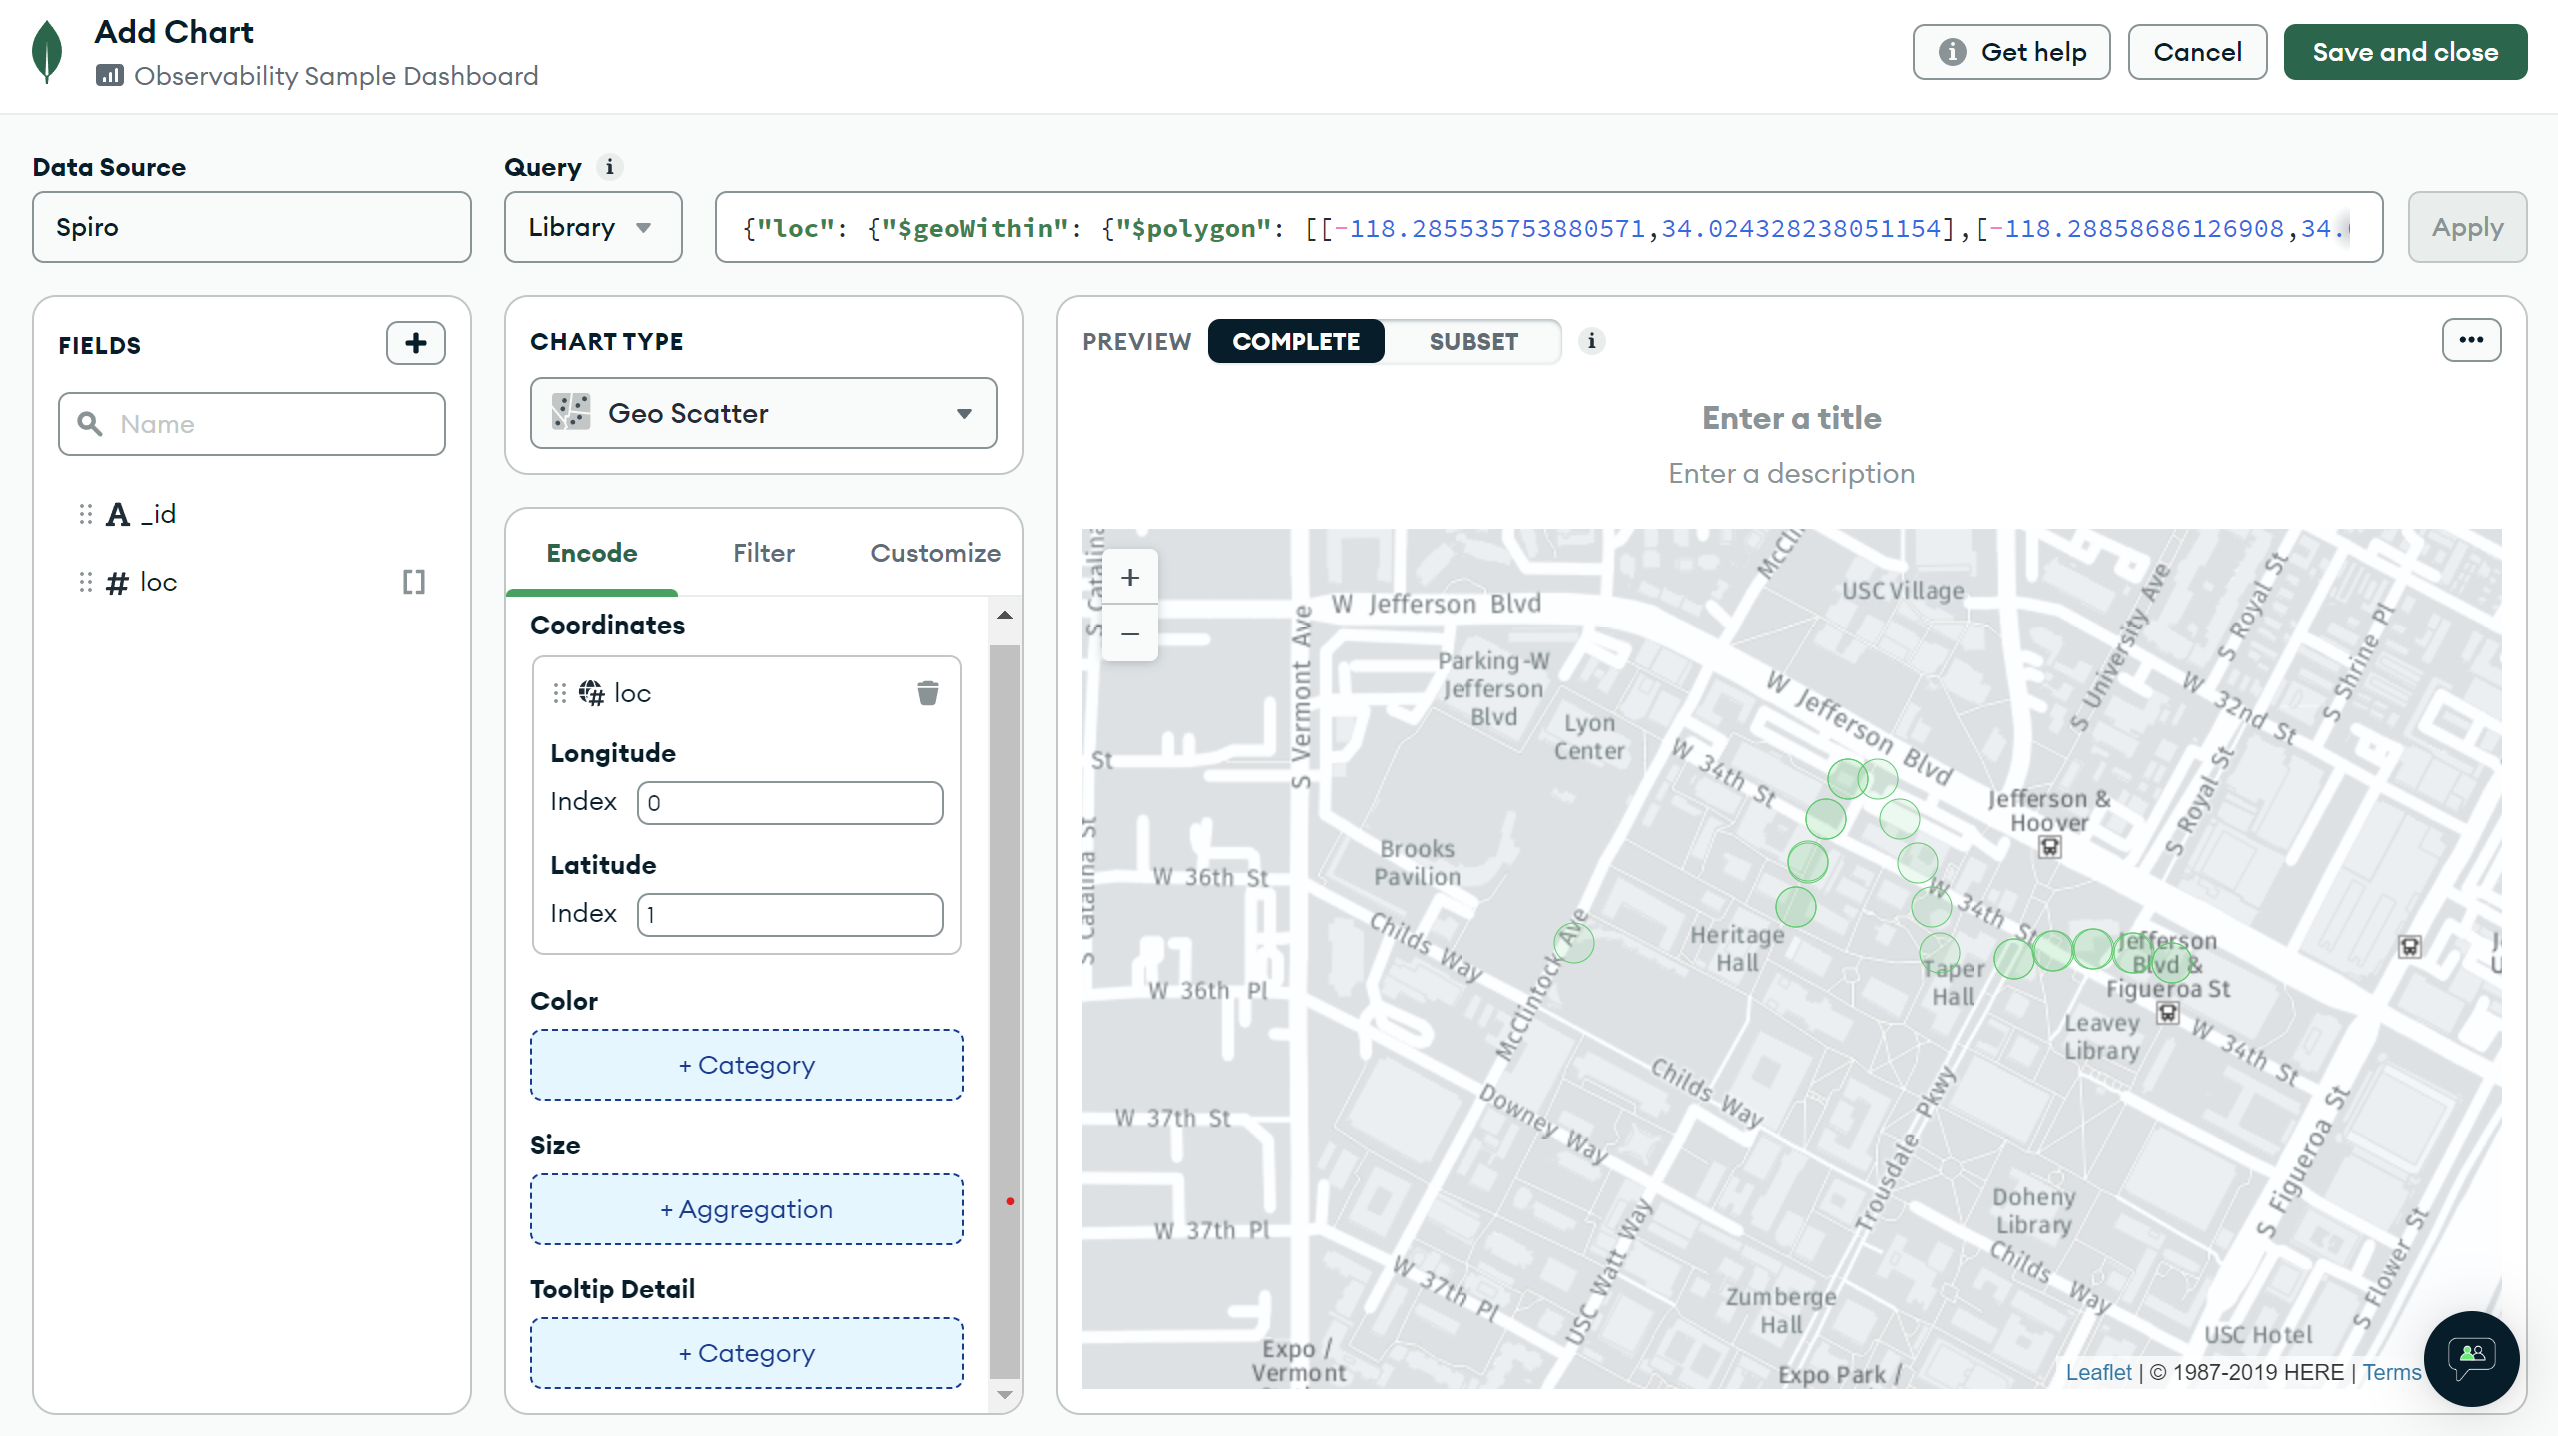 Add Chart
Observability Sample Dashboard
Get help
Cancel
Save and close
Data Source
Query
Spiro
Library
{"loc": {"$geoWithin": {"$polygon": [[-118.285535753880571,34.024328238051154],[-118.28858686126908,34.
Apply
FIELDS
Name
_id
# loc
[]
CHART TYPE
Geo Scatter
Encode
Filter
Customize
Coordinates
loc
Longitude
Index
0
Latitude
Index
1
Color
+ Category
Size
+ Aggregation
Tooltip Detail
+ Category
PREVIEW
COMPLETE
SUBSET
Enter a title
Enter a description
+
−
S Catalina
W Jefferson Blvd
McCli
USC Village
S Royal St
S University Ave
S Shrine Pl
W 32nd St
S Vermont Ave
Parking-W
Jefferson
Blvd
Lyon
Center
W Jefferson Blvd
W 34th St
St
Jefferson &
Hoover
S Royal St
S Catalina St
Brooks
Pavilion
W 36th St
Childs Way
McClintock Ave
Heritage
Hall
W 34th St
Taper
Hall
Jefferson
Blvd &
Figueroa St
W 36th Pl
Leavey
Library
W 34th St
Childs Way
Downey Way
Trousdale Pkwy
W 37th St
S Figueroa St
W 37th Pl
Doheny
Library
Childs Way
S Flower St
W 37th Pl
USC Watt Way
Zumberge
Hall
USC Hotel
Expo /
Vermont
Expo Park /
Leaflet | © 1987-2019 HERE | Terms